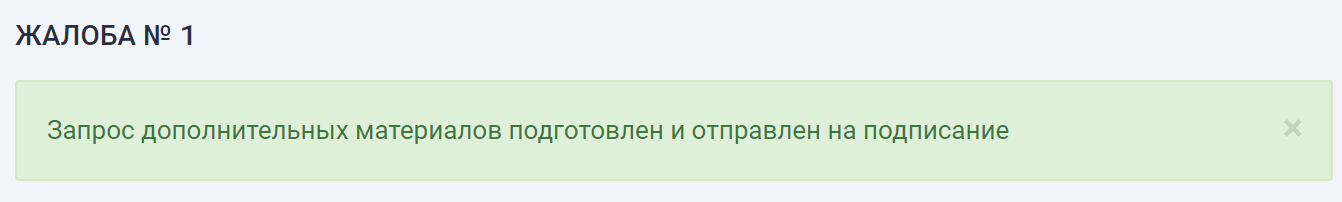 ЖАЛОБА № 1
Запрос дополнительных материалов подготовлен и отправлен на подписание
×